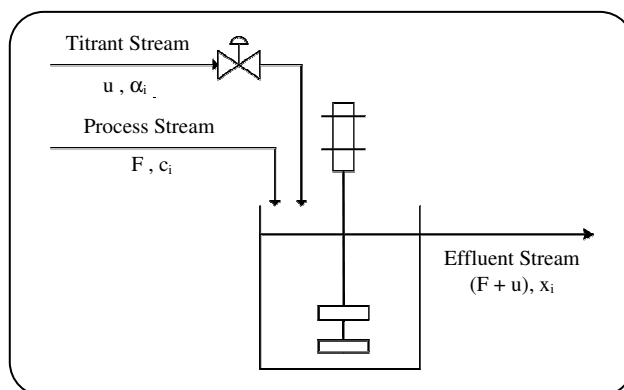 Titrant Stream
u , αi
Process Stream
F , ci
Effluent Stream
(F + u), xi